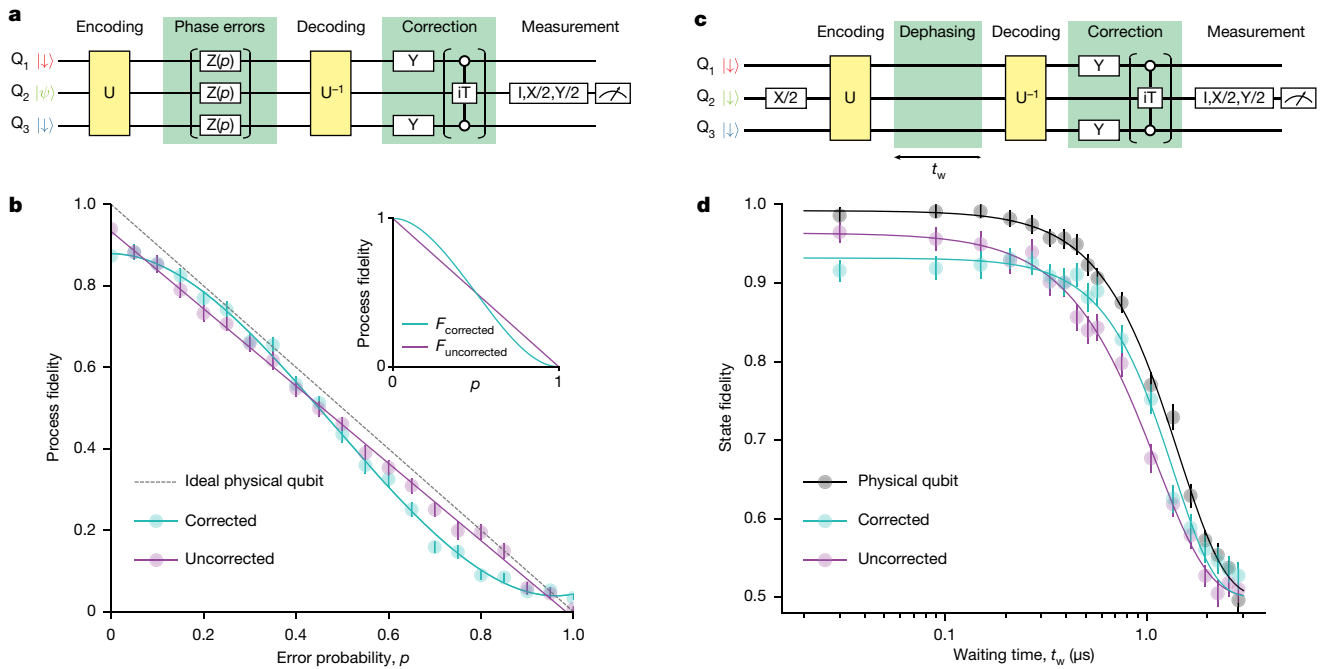 a
Encoding Phase errors Decoding Correction Measurement
Q1 |↓⟩ Z(p) Y
Q2 |ψ⟩ U Z(p) U–1 iT I,X/2,Y/2
Q3 |↓⟩ Z(p) Y
c
Encoding Dephasing Decoding Correction Measurement
Q1 |↓⟩ Y
Q2 |↓⟩ X/2 U U–1 iT I,X/2,Y/2
Q3 |↓⟩ Y
tw
b
Process fidelity
1.0
0.8
0.6
0.4
0.2
0
0 0.2 0.4 0.6 0.8 1.0
Error probability, p
Ideal physical qubit
Corrected
Uncorrected
Process fidelity
1
0
0 1
p
Fcorrected
Funcorrected
d
State fidelity
1.0
0.9
0.8
0.7
0.6
0.5
0.1 1.0
Waiting time, tw (μs)
Physical qubit
Corrected
Uncorrected